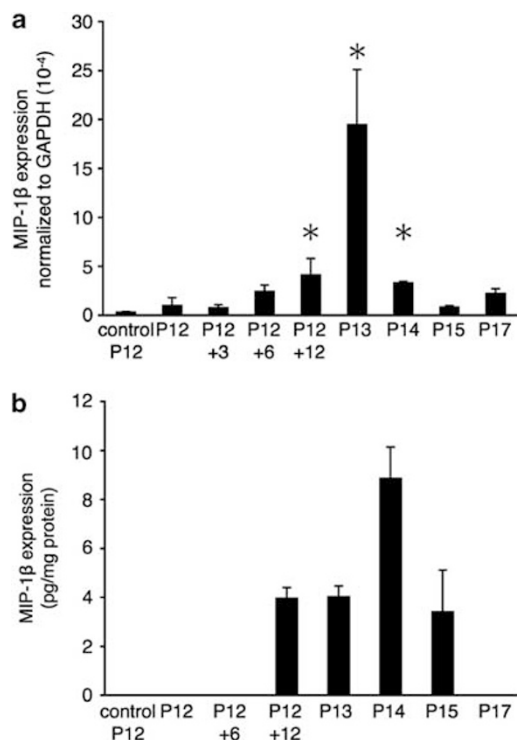 a
MIP-1β expression
normalized to GAPDH (10⁻⁴)
30
25
20
15
10
5
0
*
*
*
control P12 P12 P12 P12 P13 P14 P15 P17
P12 +3 +6 +12
b
MIP-1β expression
(pg/mg protein)
12
10
8
6
4
2
0
control P12 P12 P12 P13 P14 P15 P17
P12 +6 +12